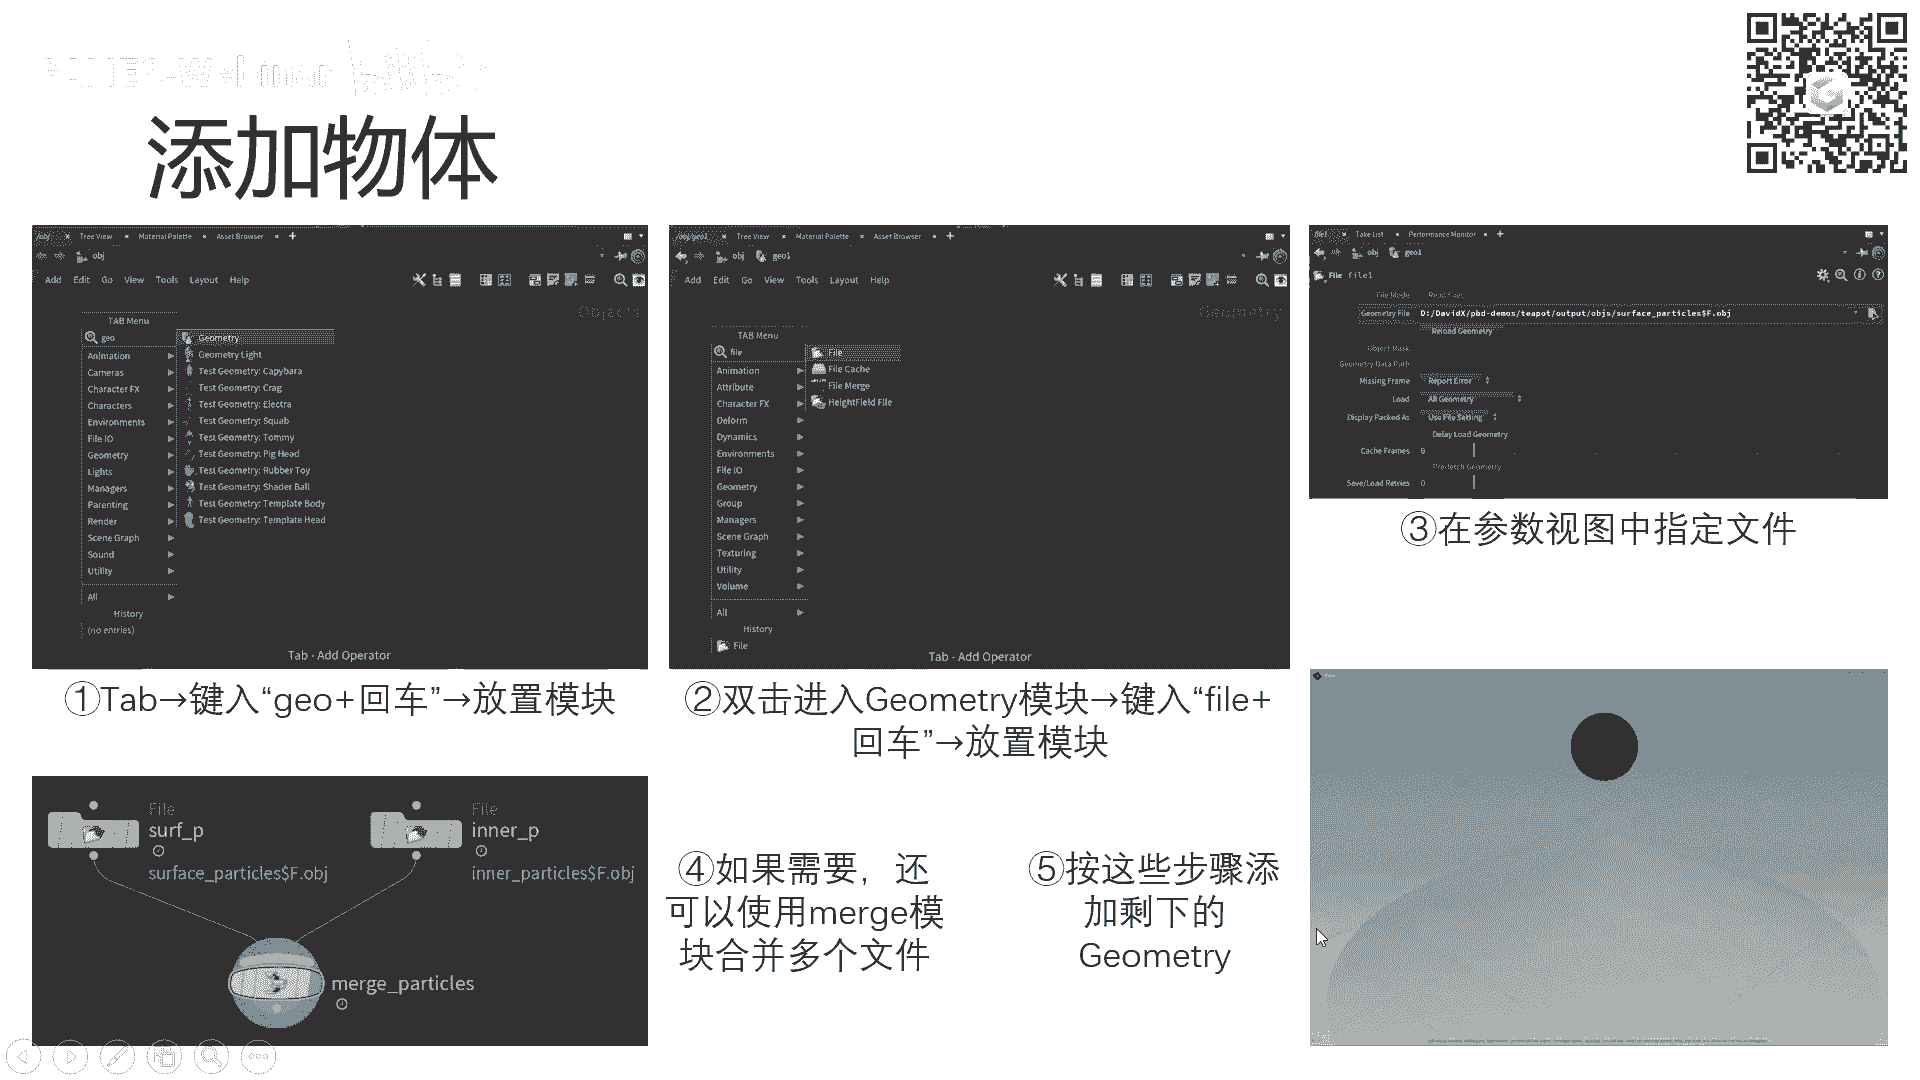 添加物体
/obj
Tree View
Material Palette
Asset Browser
obj
Add Edit Go View Tools Layout Help
Objects
TAB Menu
geo
Animation
Cameras
Character FX
Characters
Environments
File IO
Geometry
Lights
Managers
Parenting
Render
Scene Graph
Sound
Utility
All
History
(no entries)
Geometry
Geometry Light
Test Geometry: Capybara
Test Geometry: Crag
Test Geometry: Electra
Test Geometry: Squab
Test Geometry: Tommy
Test Geometry: Pig Head
Test Geometry: Rubber Toy
Test Geometry: Shader Ball
Test Geometry: Template Body
Test Geometry: Template Head
Tab - Add Operator
①Tab→键入“geo+回车”→放置模块
/obj/geo1
Tree View
Material Palette
Asset Browser
obj geo1
Add Edit Go View Tools Layout Help
Geometry
TAB Menu
file
Animation
Attribute
Character FX
Deform
Dynamics
Environments
File IO
Geometry
Group
Managers
Scene Graph
Texturing
Utility
Volume
All
History
File
File
File Cache
File Merge
HeightField File
Tab - Add Operator
②双击进入Geometry模块→键入“file+
回车”→放置模块
file1
Take List
Performance Monitor
obj geo1
File file1
File Mode
Geometry File D:/DavidX/pbd-demos/teapot/output/objs/surface_particles$F.obj
Reload Geometry
Object Mask
Geometry Data Path
Missing Frame Report Error
Load All Geometry
Display Packed As Use File Setting
Delay Load Geometry
Cache Frames 0
Pre-fetch Geometry
Save/Load Retries 0
③在参数视图中指定文件
File
surf_p
surface_particles$F.obj
File
inner_p
inner_particles$F.obj
merge_particles
④如果需要，还
可以使用merge模
块合并多个文件
⑤按这些步骤添
加剩下的
Geometry